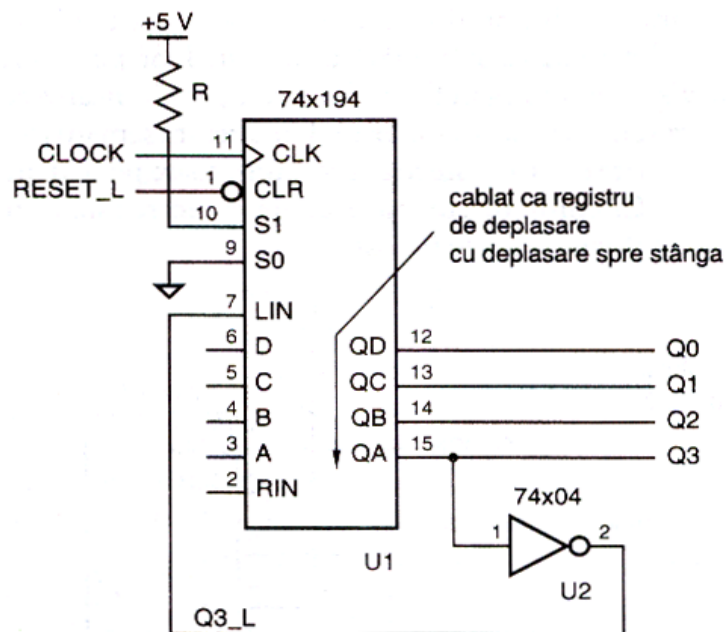 +5 V
R
74x194
CLOCK
11
CLK
RESET_L
1
CLR
10
S1
9
S0
cablat ca registru
de deplasare
cu deplasare spre stânga
7
LIN
6
D
QD
12
Q0
5
C
QC
13
Q1
4
B
QB
14
Q2
3
A
QA
15
Q3
2
RIN
74x04
1
2
U1
U2
Q3_L